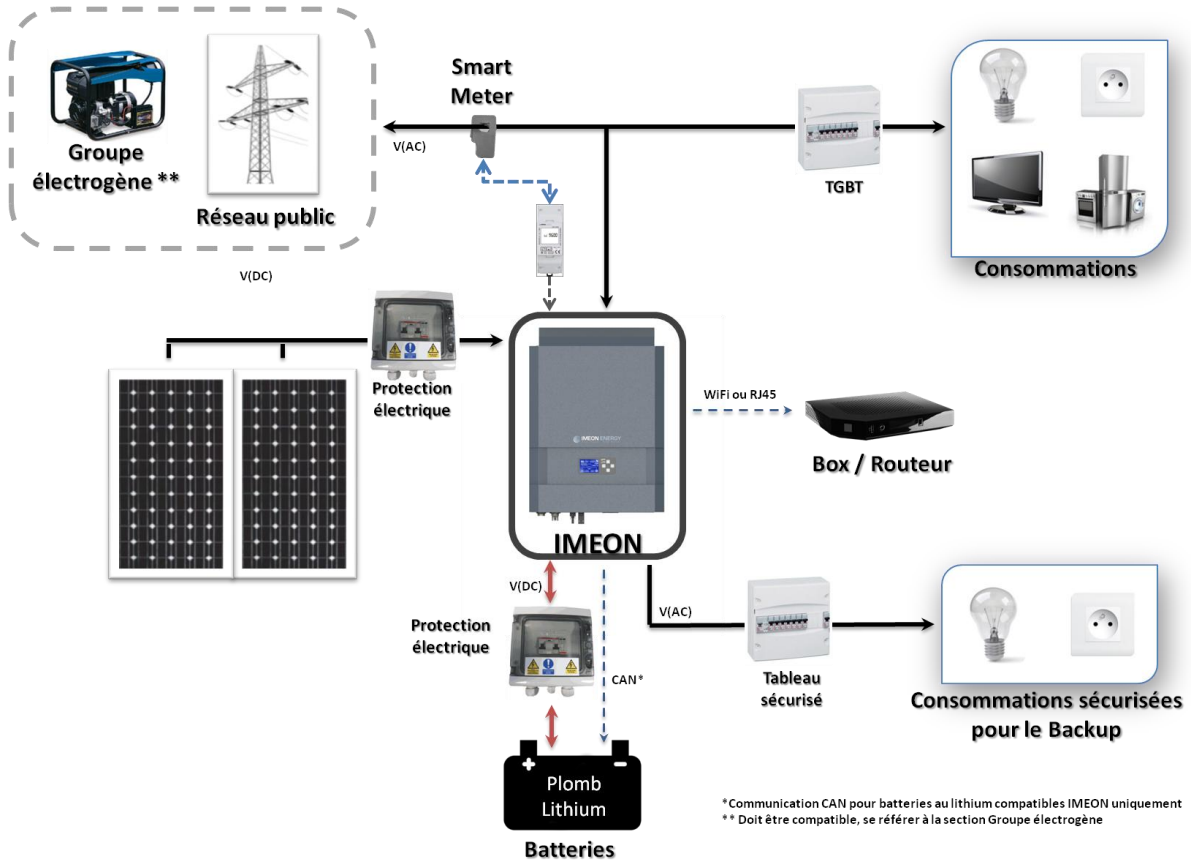 Smart
Meter
Groupe
électrogène **
Réseau public
V(AC)
TGBT
Consommations
V(DC)
Protection
électrique
IMEON ENERGY
IMEON
WiFi ou RJ45
Box / Routeur
V(DC)
Protection
électrique
CAN*
V(AC)
Tableau
sécurisé
Consommations sécurisées
pour le Backup
Plomb
Lithium
Batteries
*Communication CAN pour batteries au lithium compatibles IMEON uniquement
** Doit être compatible, se référer à la section Groupe électrogène